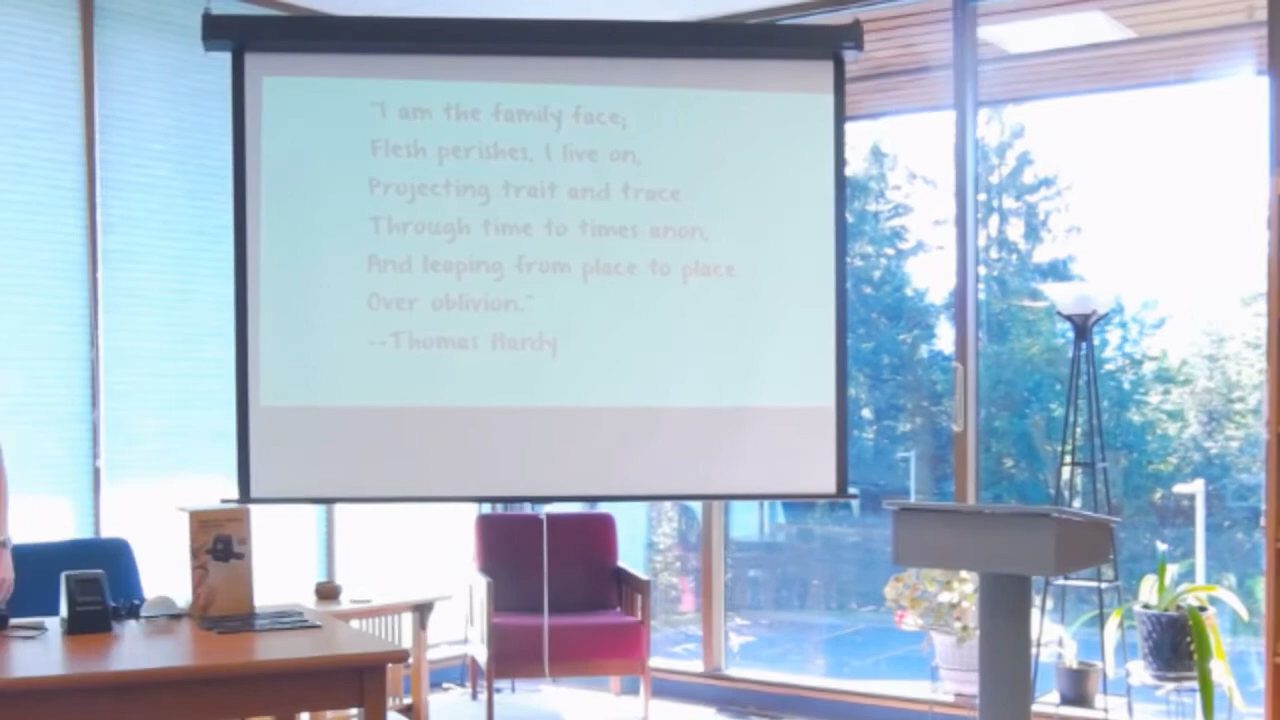 "I am the family face;
Flesh perishes, I live on,
Projecting trait and trace
Through time to times anon,
And leaping from place to place
Over oblivion."
--Thomas Hardy